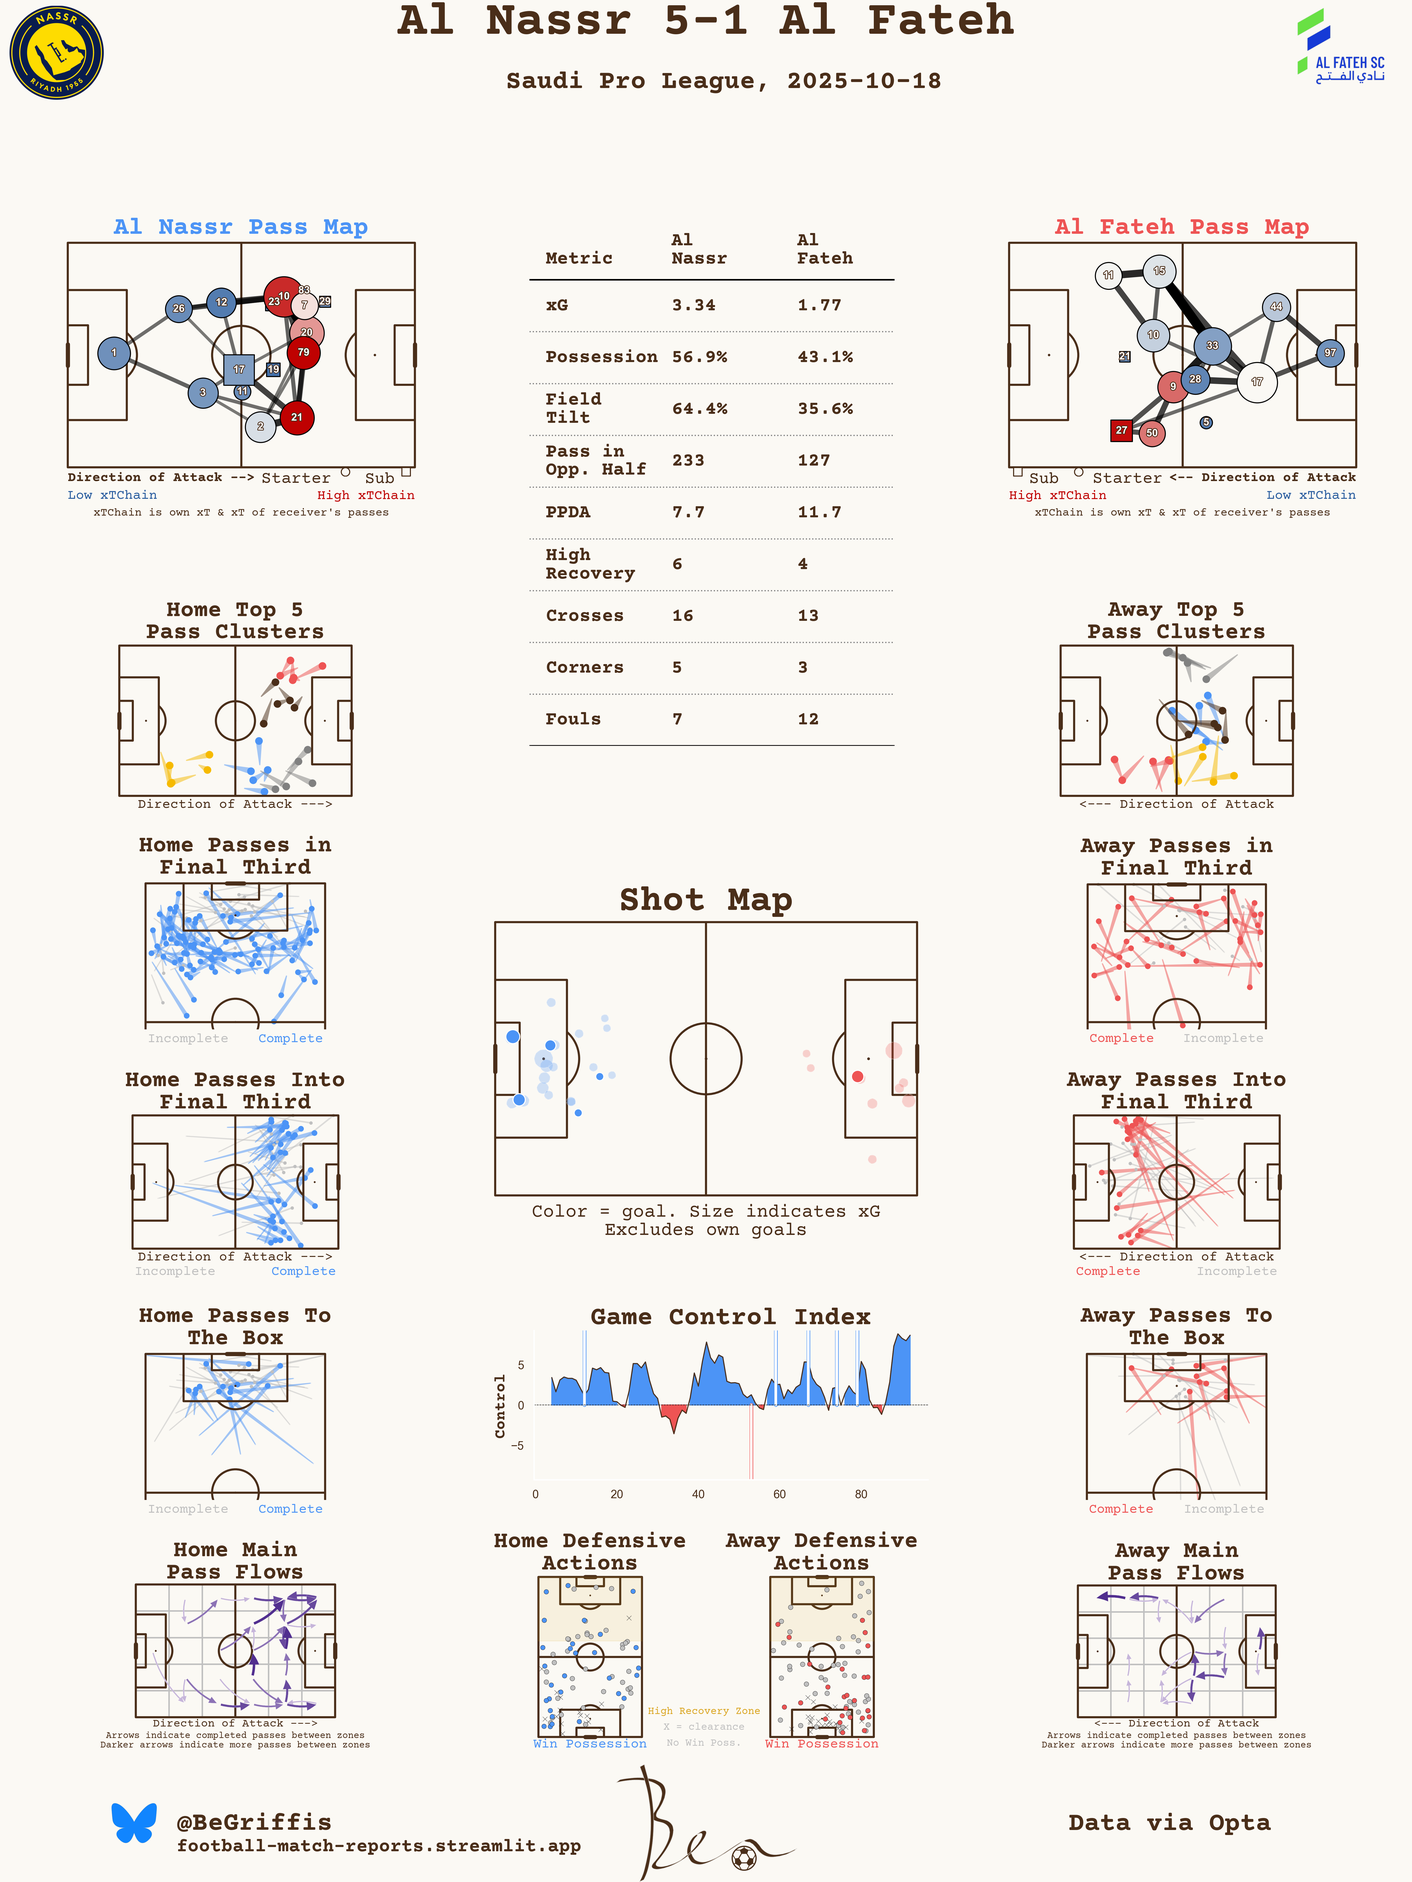 Al Nassr 5-1 Al Fateh
Saudi Pro League, 2025-10-18
NASSR
RIYADH 1955
AL FATEH SC
نادي الفتح
Al Nassr Pass Map
1
26
12
3
17
11
19
2
21
79
20
10
23
83
7
29
Direction of Attack --> Starter Sub
Low xTChain High xTChain
xTChain is own xT & xT of receiver's passes
Metric Al Nassr Al Fateh
xG 3.34 1.77
Possession 56.9% 43.1%
Field Tilt 64.4% 35.6%
Pass in Opp. Half 233 127
PPDA 7.7 11.7
High Recovery 6 4
Crosses 16 13
Corners 5 3
Fouls 7 12
Al Fateh Pass Map
11
15
10
21
33
44
97
17
28
9
27
50
5
Sub Starter <-- Direction of Attack
High xTChain Low xTChain
xTChain is own xT & xT of receiver's passes
Home Top 5
Pass Clusters
Direction of Attack --->
Away Top 5
Pass Clusters
<--- Direction of Attack
Home Passes in
Final Third
Incomplete Complete
Away Passes in
Final Third
Complete Incomplete
Shot Map
Color = goal. Size indicates xG
Excludes own goals
Home Passes Into
Final Third
Direction of Attack --->
Incomplete Complete
Away Passes Into
Final Third
<--- Direction of Attack
Complete Incomplete
Home Passes To
The Box
Incomplete Complete
Game Control Index
Control
5
0
−5
0 20 40 60 80
Away Passes To
The Box
Complete Incomplete
Home Main
Pass Flows
Direction of Attack --->
Arrows indicate completed passes between zones
Darker arrows indicate more passes between zones
Home Defensive
Actions
Win Possession
High Recovery Zone
X = clearance
No Win Poss.
Away Defensive
Actions
Win Possession
Away Main
Pass Flows
<--- Direction of Attack
Arrows indicate completed passes between zones
Darker arrows indicate more passes between zones
@BeGriffis
football-match-reports.streamlit.app
Ben
Data via Opta